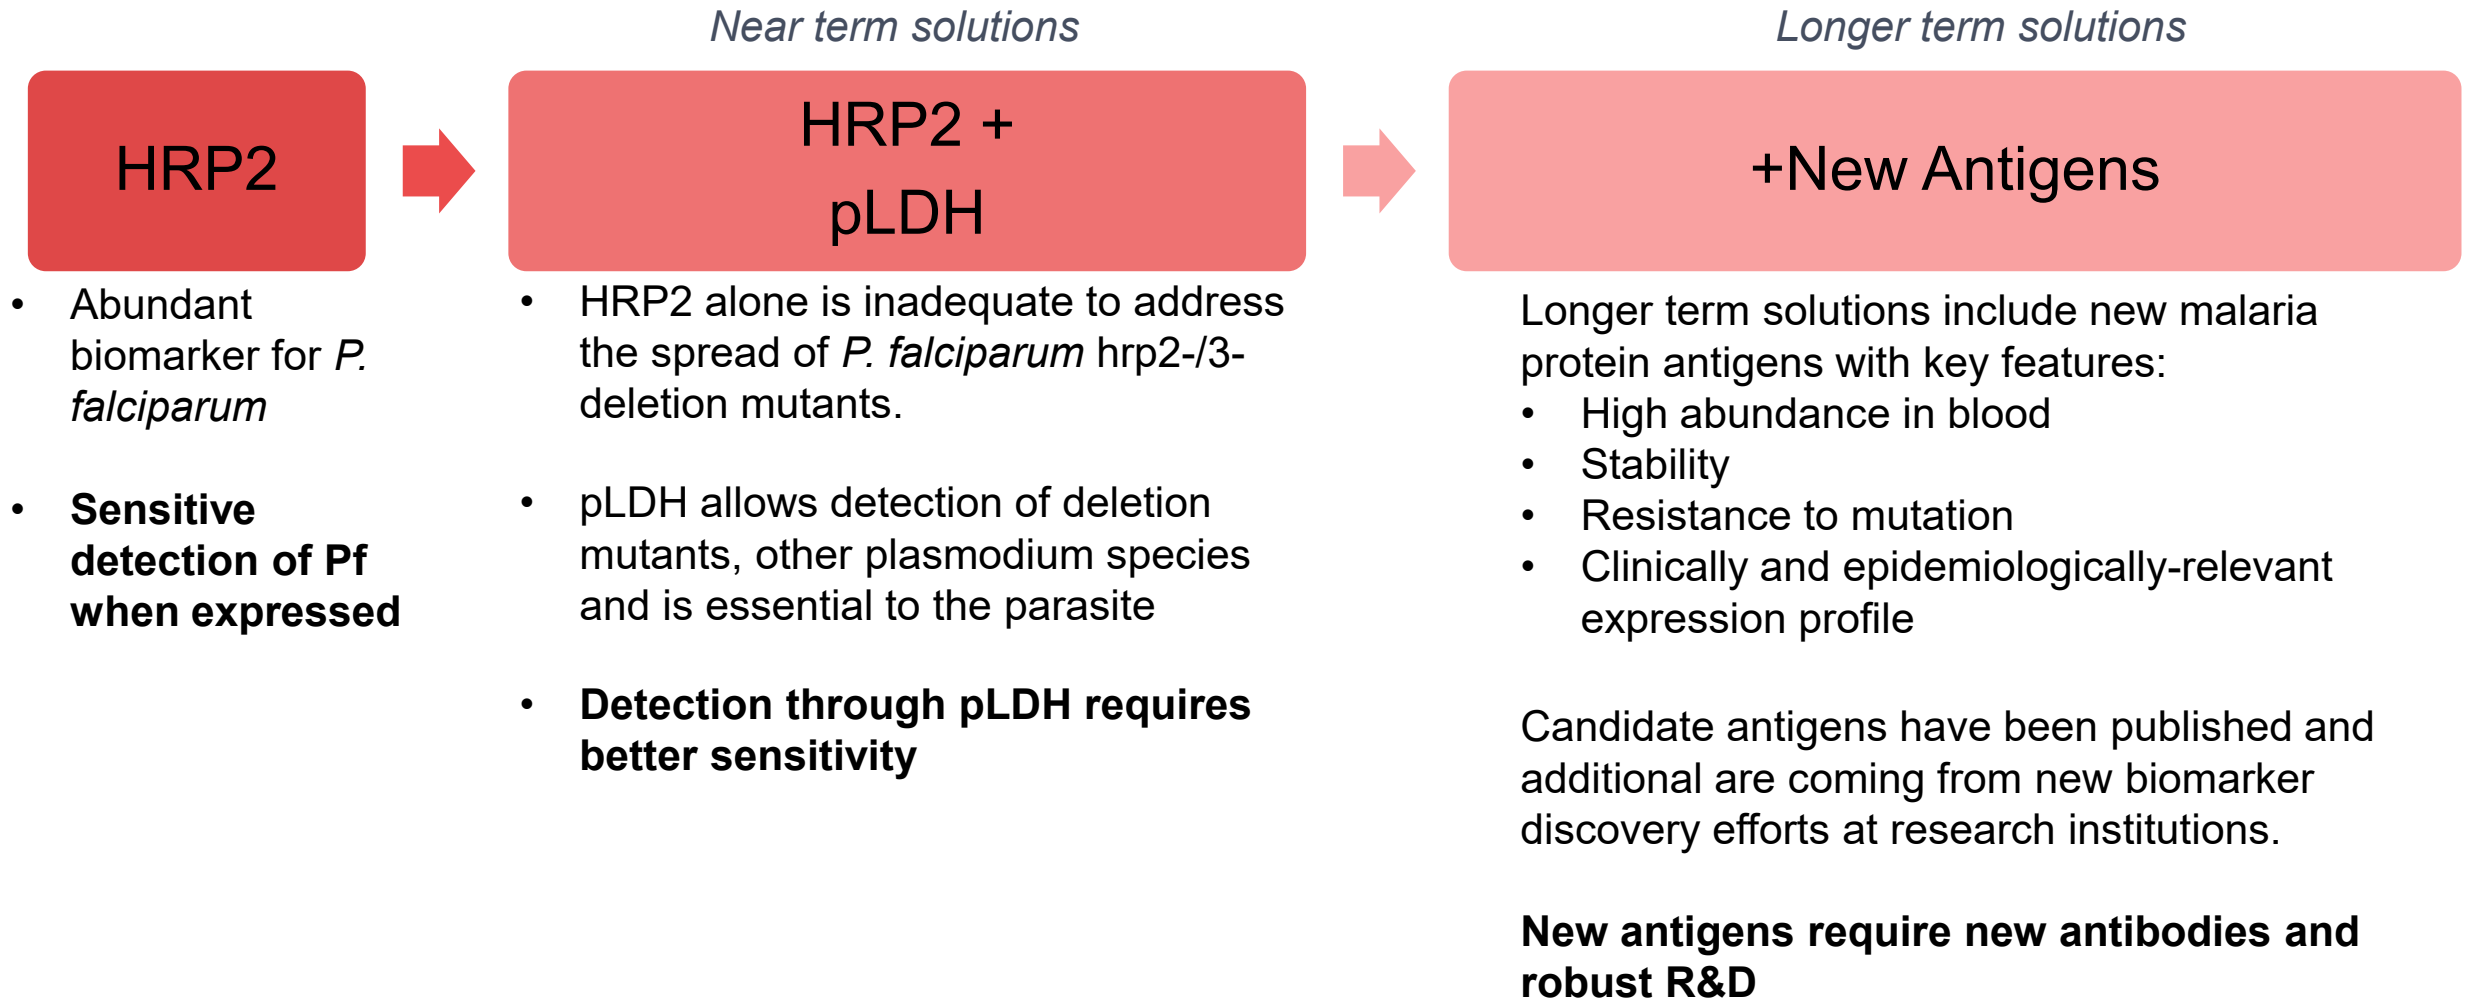 Near term solutions
Longer term solutions
HRP2
HRP2 +
pLDH
+New Antigens
• Abundant
biomarker for P.
falciparum
• Sensitive
detection of Pf
when expressed
• HRP2 alone is inadequate to address
the spread of P. falciparum hrp2-/3-
deletion mutants.
• pLDH allows detection of deletion
mutants, other plasmodium species
and is essential to the parasite
• Detection through pLDH requires
better sensitivity
Longer term solutions include new malaria
protein antigens with key features:
• High abundance in blood
• Stability
• Resistance to mutation
• Clinically and epidemiologically-relevant
expression profile
Candidate antigens have been published and
additional are coming from new biomarker
discovery efforts at research institutions.
New antigens require new antibodies and
robust R&D